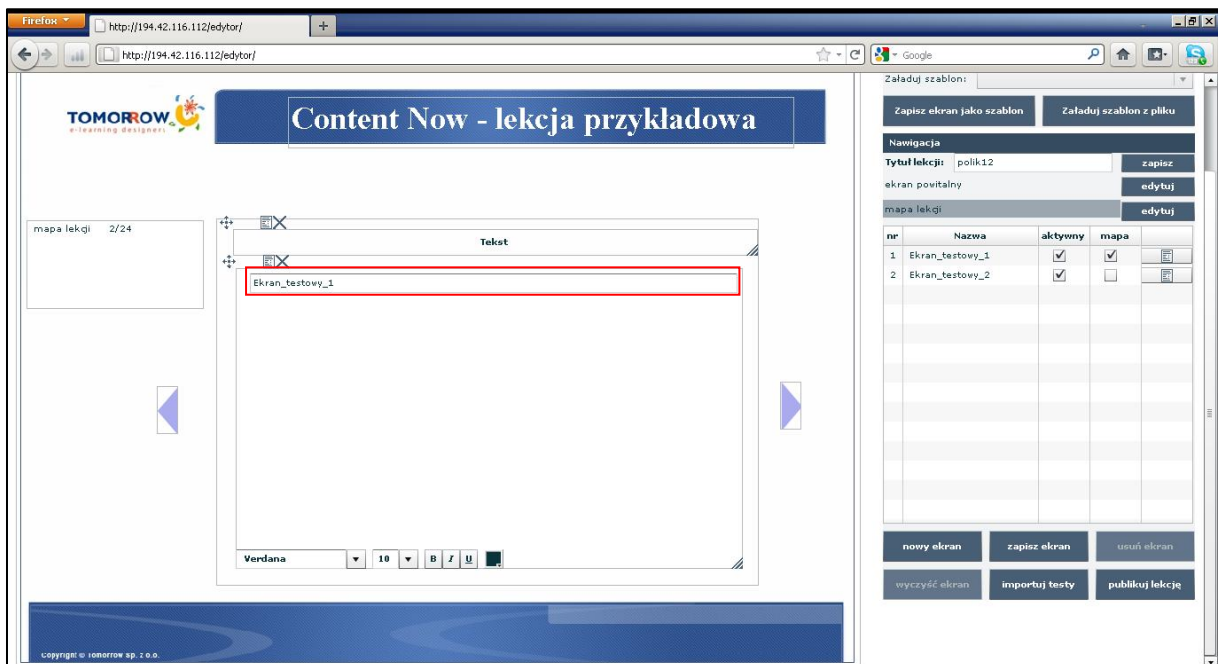 Firefox
http://194.42.116.112/edytor/
http://194.42.116.112/edytor/
Google
TOMORROW
e-learning designers
Content Now - lekcja przykładowa
mapa lekcji 2/24
Tekst
Ekran_testowy_1
Verdana 10 B I U
Copyright © Tomorrow sp. z o.o.
Załaduj szablon:
Zapisz ekran jako szablon Załaduj szablon z pliku
Nawigacja
Tytuł lekcji: polik12 zapisz
ekran powitalny edytuj
mapa lekcji edytuj
nr Nazwa aktywny mapa
1 Ekran_testowy_1
2 Ekran_testowy_2
nowy ekran zapisz ekran usuń ekran
wyczyść ekran importuj testy publikuj lekcję